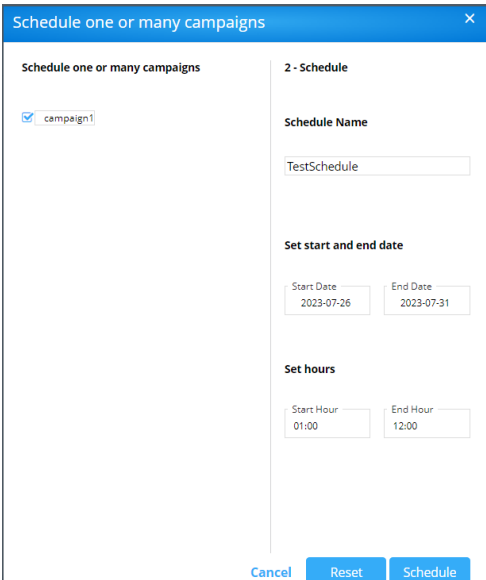 Schedule one or many campaigns
Schedule one or many campaigns
campaign1
2 - Schedule
Schedule Name
TestSchedule
Set start and end date
Start Date
2023-07-26
End Date
2023-07-31
Set hours
Start Hour
01:00
End Hour
12:00
Cancel
Reset
Schedule